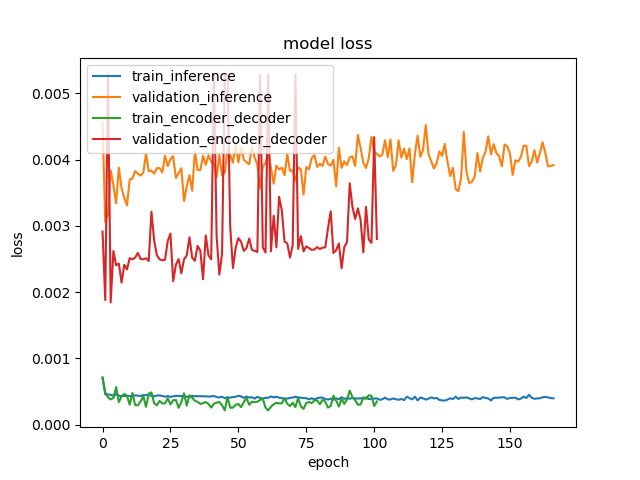 model loss
train_inference
validation_inference
train_encoder_decoder
validation_encoder_decoder
0.005
0.004
0.003
0.002
0.001
0.000
loss
0 25 50 75 100 125 150
epoch